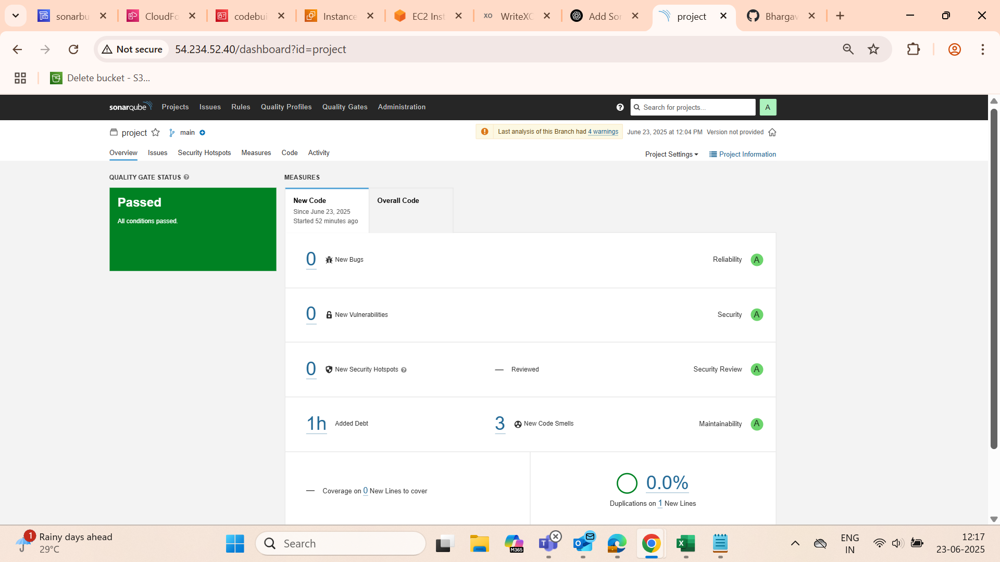 sonarbu
CloudFo
codebui
Instance
EC2 Inst
XO WriteXO
Add Son
project
Bhargav
Not secure 54.234.52.40/dashboard?id=project
Delete bucket - S3...
sonarqube Projects Issues Rules Quality Profiles Quality Gates Administration Search for projects... A
project main Last analysis of this Branch had 4 warnings June 23, 2025 at 12:04 PM Version not provided
Overview Issues Security Hotspots Measures Code Activity Project Settings Project Information
QUALITY GATE STATUS
Passed
All conditions passed.
MEASURES
New Code
Since June 23, 2025
Started 52 minutes ago
Overall Code
0 New Bugs Reliability A
0 New Vulnerabilities Security A
0 New Security Hotspots Reviewed Security Review A
1h Added Debt 3 New Code Smells Maintainability A
— Coverage on 0 New Lines to cover
0.0%
Duplications on 1 New Lines
1
Rainy days ahead
29°C
Search
M365
ENG
IN
12:17
23-06-2025